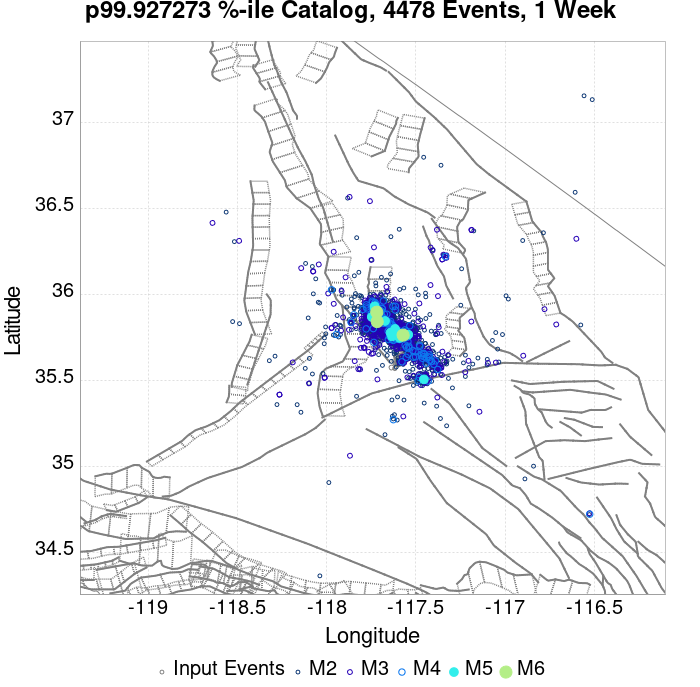 p99.927273 %-ile Catalog, 4478 Events, 1 Week
37
36.5
36
35.5
35
34.5
Latitude
-119
-118.5
-118
-117.5
-117
-116.5
Longitude
Input Events
M2
M3
M4
M5
M6